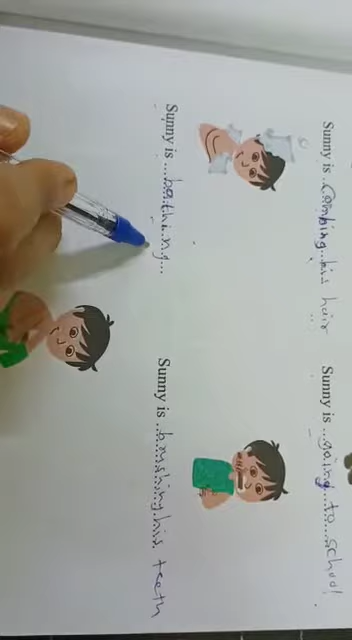 Sunny is ...Combing...his hair
Sunny is ...going...to...school
Sunny is ...bathing...
Sunny is ...brushing.his.. teeth